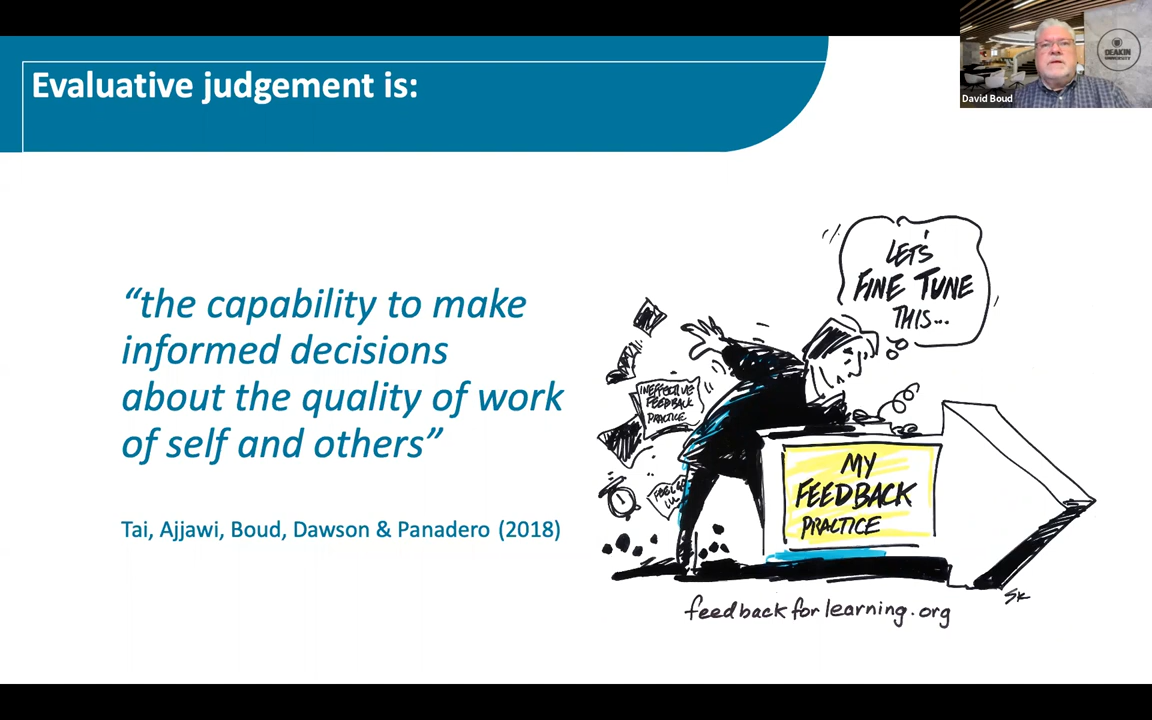 Evaluative judgement is:
DEAKIN
UNIVERSITY
David Boud
“the capability to make
informed decisions
about the quality of work
of self and others”
Tai, Ajjawi, Boud, Dawson & Panadero (2018)
LET'S
FINE TUNE
THIS...
INEFFECTIVE
FEEDBACK
PRACTICE
MY
FEEDBACK
PRACTICE
SK
feedbackforlearning.org